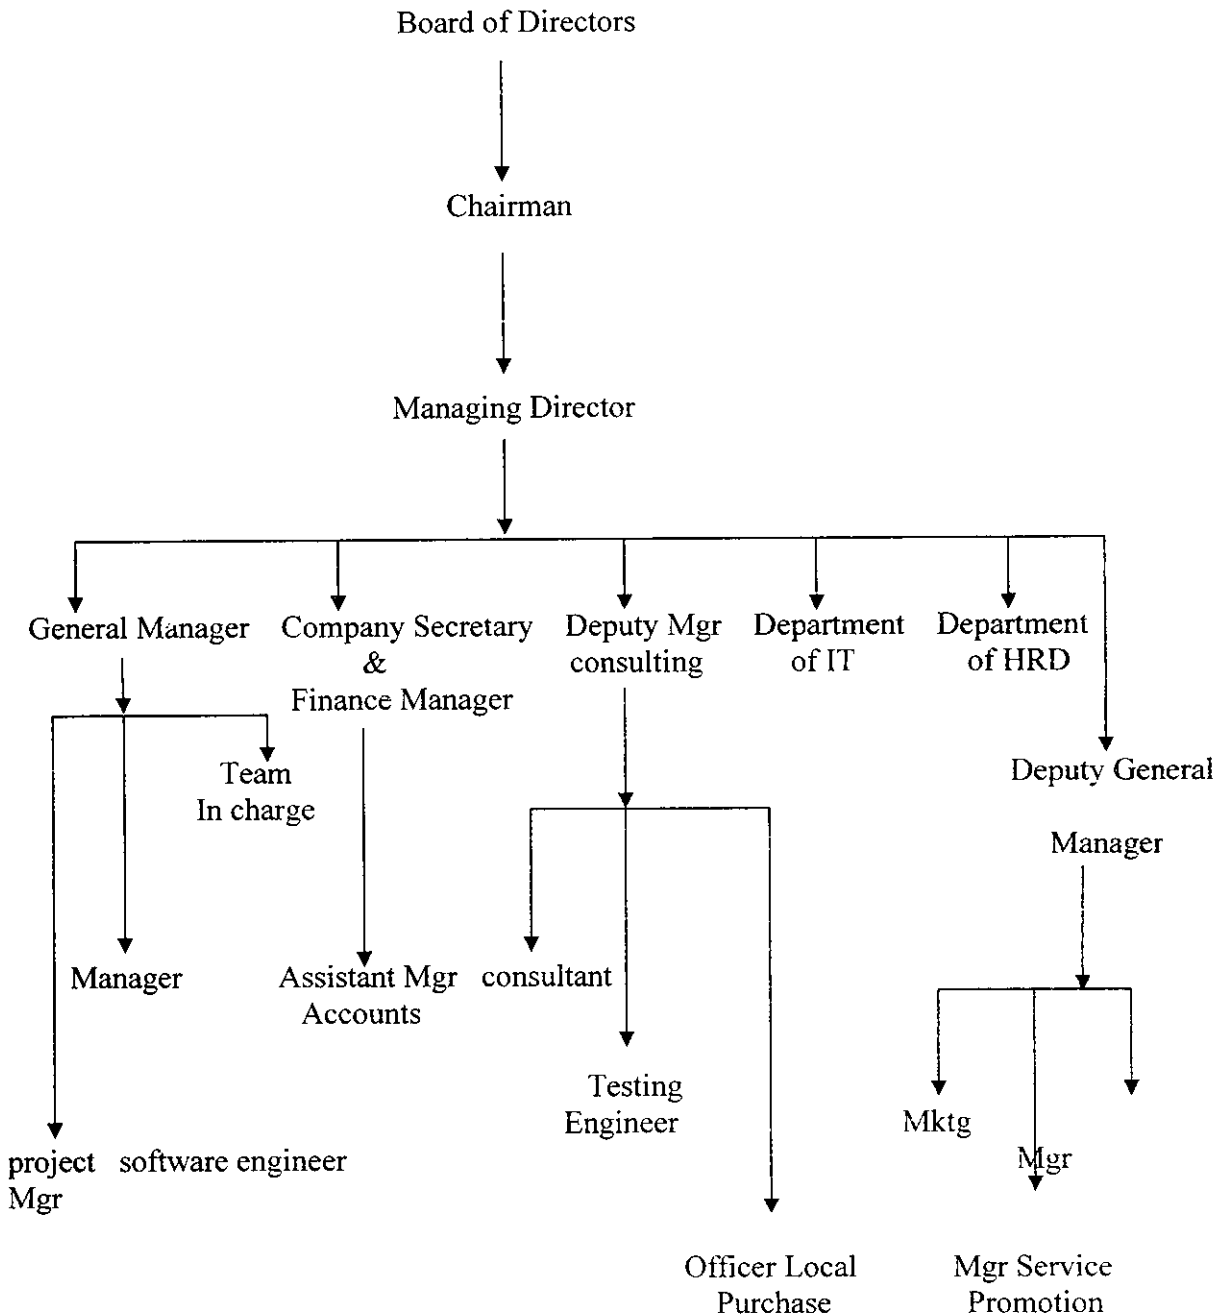 Board of Directors
Chairman
Managing Director
General Manager
Company Secretary
&
Finance Manager
Deputy Mgr
consulting
Department
of IT
Department
of HRD
Team
In charge
Deputy General
Manager
Manager
Assistant Mgr
Accounts
consultant
Testing
Engineer
Mktg
Mgr
project software engineer
Mgr
Officer Local
Purchase
Mgr Service
Promotion